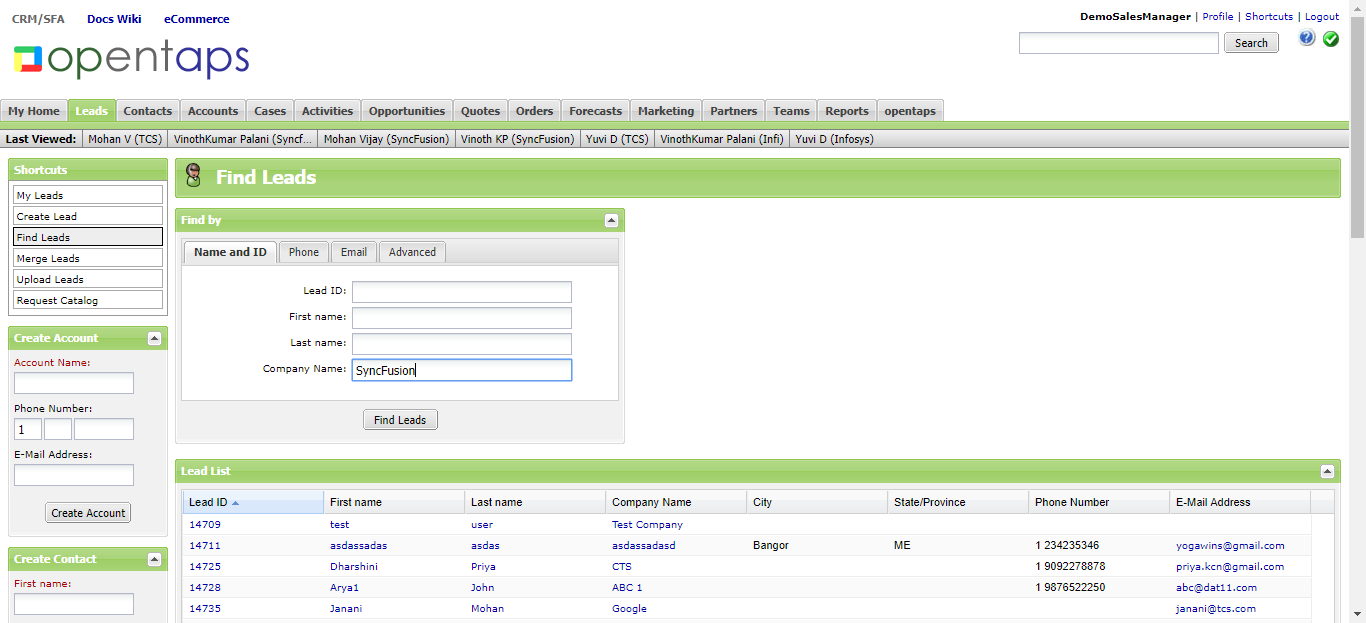 CRM/SFA Docs Wiki eCommerce
DemoSalesManager | Profile | Shortcuts | Logout
opentaps
Search
?
My Home Leads Contacts Accounts Cases Activities Opportunities Quotes Orders Forecasts Marketing Partners Teams Reports opentaps
Last Viewed: Mohan V (TCS) VinothKumar Palani (Syncf... Mohan Vijay (SyncFusion) Vinoth KP (SyncFusion) Yuvi D (TCS) VinothKumar Palani (Infi) Yuvi D (Infosys)
Shortcuts
My Leads
Create Lead
Find Leads
Merge Leads
Upload Leads
Request Catalog
Create Account
Account Name:
Phone Number:
1
E-Mail Address:
Create Account
Create Contact
First name:
Find Leads
Find by
Name and ID Phone Email Advanced
Lead ID:
First name:
Last name:
Company Name: SyncFusion
Find Leads
Lead List
Lead ID First name Last name Company Name City State/Province Phone Number E-Mail Address
14709 test user Test Company
14711 asdassadas asdas asdassadasd Bangor ME 1 234235346 yogawins@gmail.com
14725 Dharshini Priya CTS 1 9092278878 priya.kcn@gmail.com
14728 Arya1 John ABC 1 1 9876522250 abc@dat11.com
14735 Janani Mohan Google janani@tcs.com